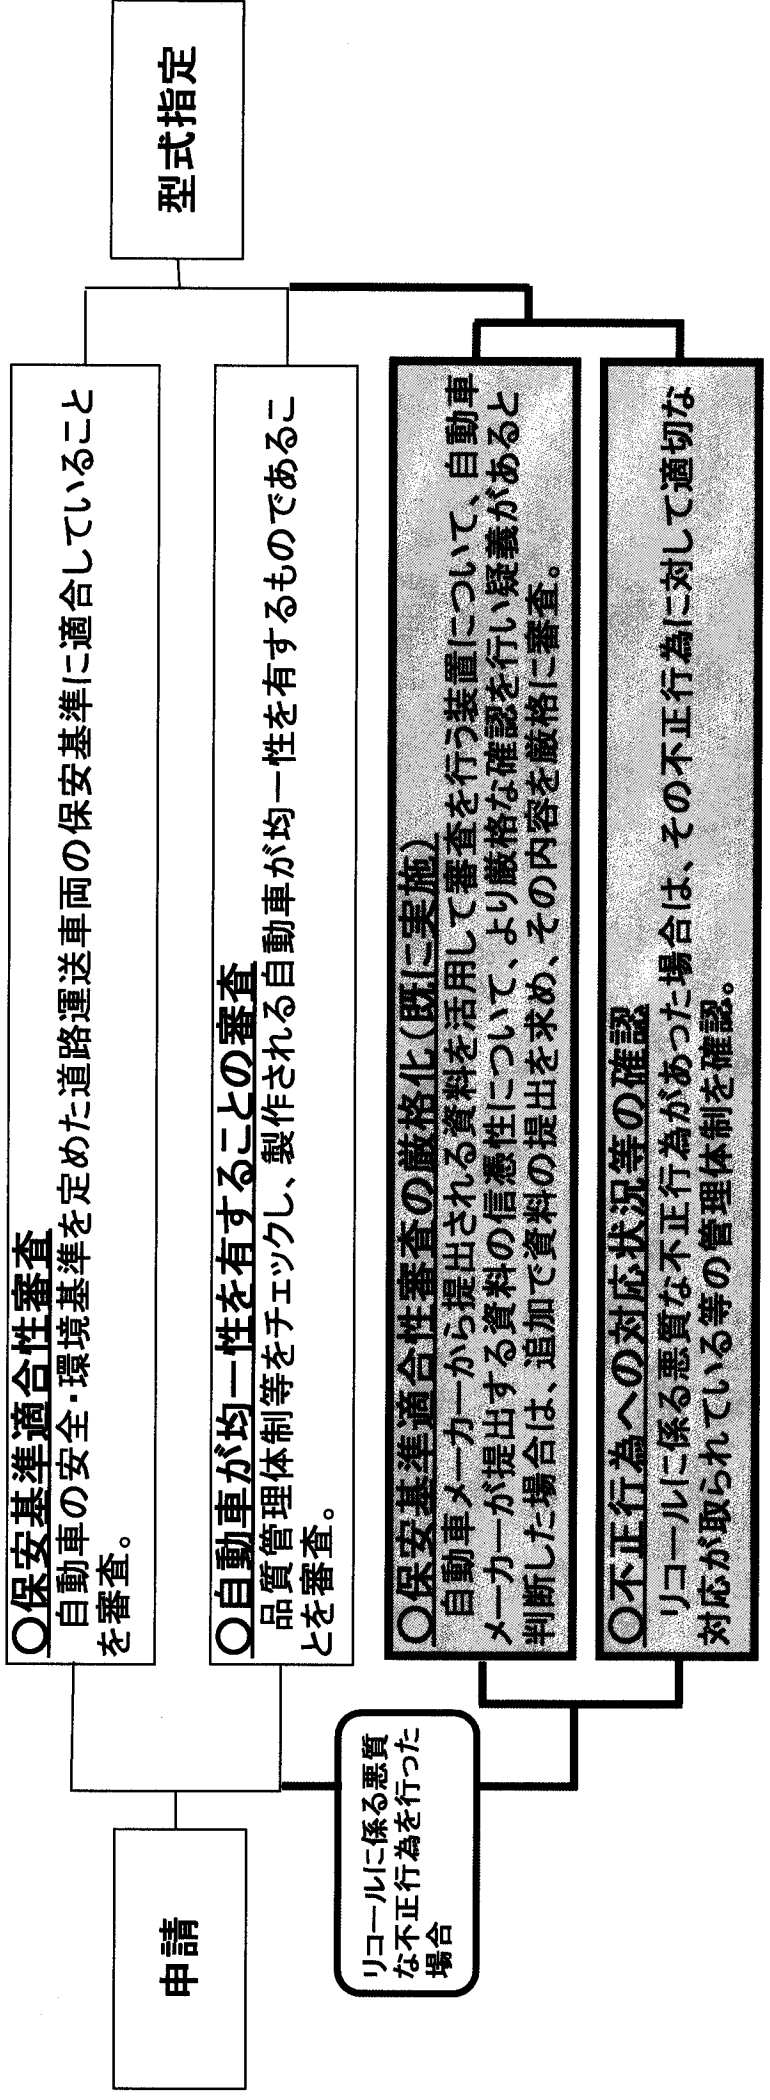 申請
リコールに係る悪質
な不正行為を行った
場合
〇保安基準適合性審査
自動車の安全・環境基準を定めた道路運送車両の保安基準に適合していること
を審査。
〇自動車が均一性を有することの審査
品質管理体制等をチェックし、製作される自動車が均一性を有するものであるこ
とを審査。
〇保安基準適合性審査の厳格化（既に実施）
自動車メーカーから提出される資料を活用して審査を行う装置について、自動車
メーカーが提出する資料の信憑性について、より厳格な確認を行い疑義があると
判断した場合は、追加で資料の提出を求め、その内容を厳格に審査。
〇不正行為への対応状況等の確認
リコールに係る悪質な不正行為があった場合は、その不正行為に対して適切な
対応が取られている等の管理体制を確認。
型式指定